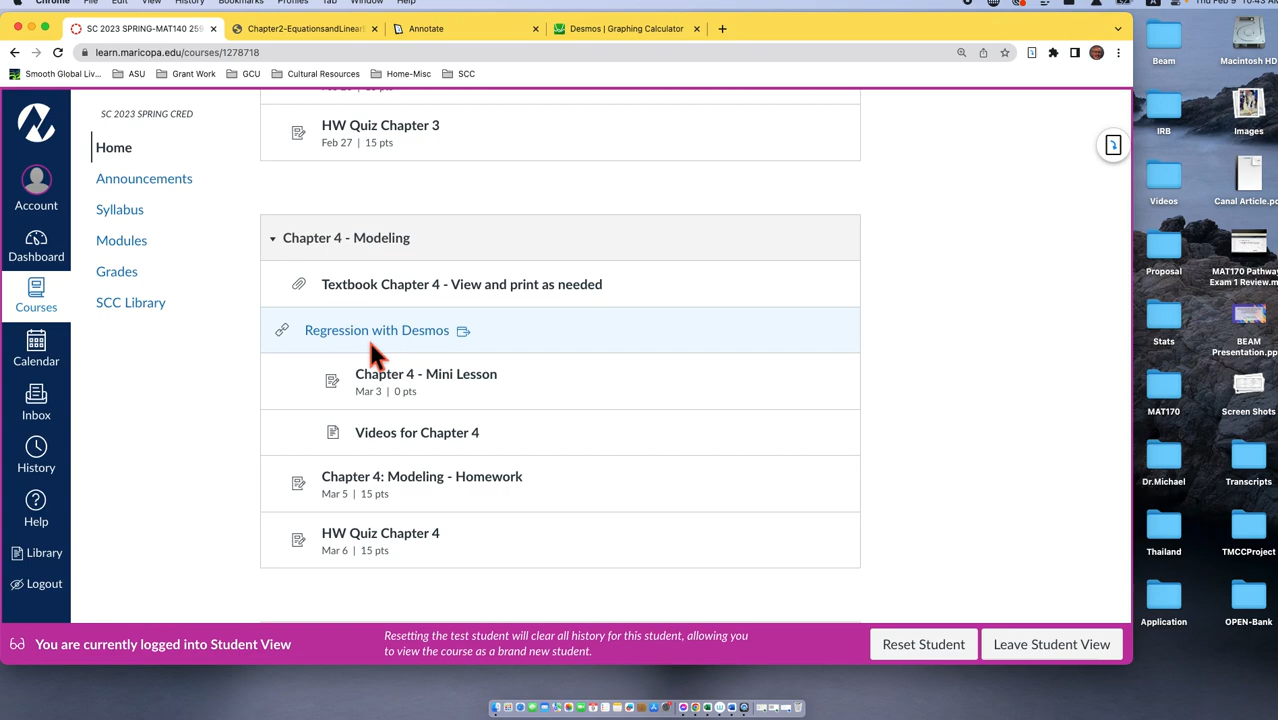 Chrome File Edit View History Bookmarks Profiles Tab Window Help
SC 2023 SPRING-MAT140 259
Chapter2-EquationsandLinearE
Annotate
Desmos | Graphing Calculator
learn.maricopa.edu/courses/1278718
Smooth Global Liv... ASU Grant Work GCU Cultural Resources Home-Misc SCC
SC 2023 SPRING CRED
Home
Announcements
Syllabus
Modules
Grades
SCC Library
Account
Dashboard
Courses
Calendar
Inbox
History
Help
Library
Logout
HW Quiz Chapter 3
Feb 27 | 15 pts
Chapter 4 - Modeling
Textbook Chapter 4 - View and print as needed
Regression with Desmos
Chapter 4 - Mini Lesson
Mar 3 | 0 pts
Videos for Chapter 4
Chapter 4: Modeling - Homework
Mar 5 | 15 pts
HW Quiz Chapter 4
Mar 6 | 15 pts
You are currently logged into Student View
Resetting the test student will clear all history for this student, allowing you
to view the course as a brand new student.
Reset Student
Leave Student View
Beam
Macintosh HD
IRB
Images
Videos
Canal Article.pd
Proposal
MAT170 Pathway
Exam 1 Review.m
Stats
BEAM
Presentation.pp
MAT170
Screen Shots
Dr.Michael
Transcripts
Thailand
TMCCProject
Application
OPEN-Bank